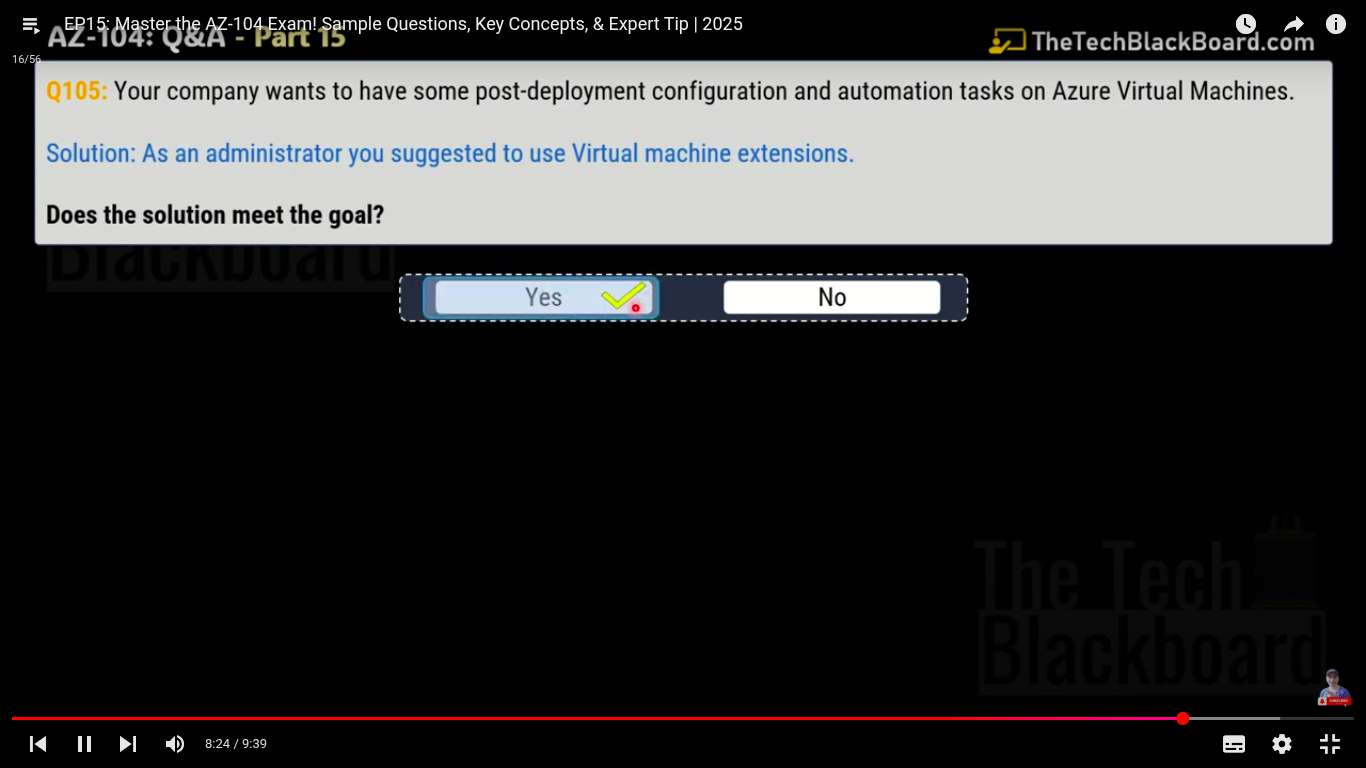 EP15: Master the AZ-104 Exam! Sample Questions, Key Concepts, & Expert Tip | 2025
AZ-104: Q&A - Part 15
TheTechBlackBoard.com
16/56
Q105: Your company wants to have some post-deployment configuration and automation tasks on Azure Virtual Machines.
Solution: As an administrator you suggested to use Virtual machine extensions.
Does the solution meet the goal?
Blackboard
Yes
No
The Tech
Blackboard
8:24 / 9:39